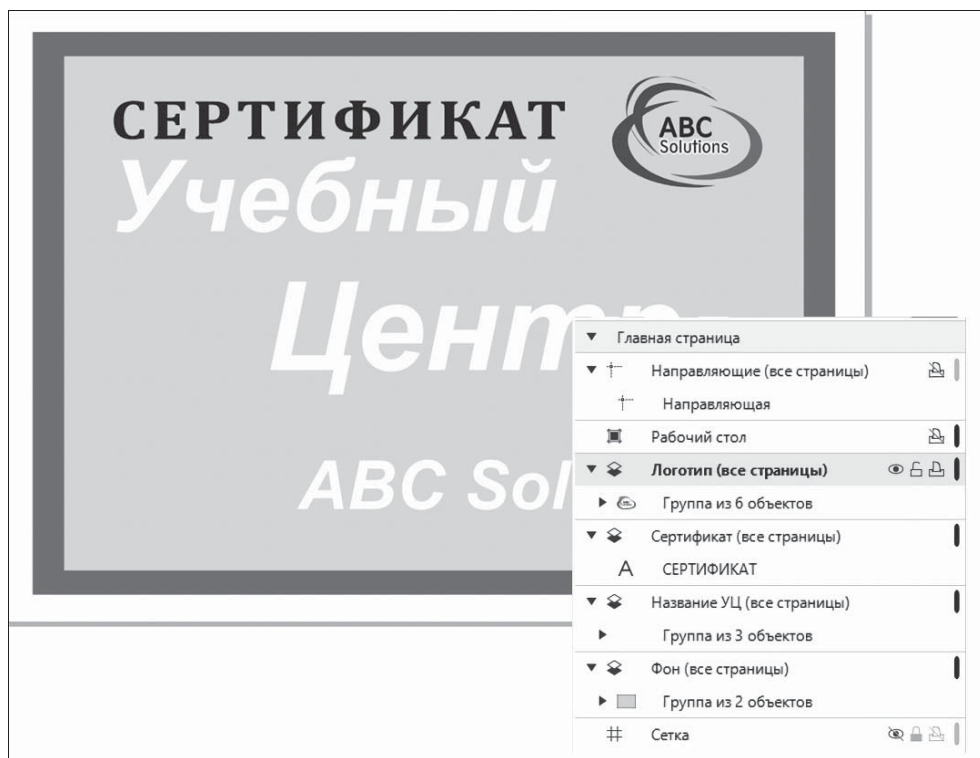 СЕРТИФИКАТ
ABC
Solutions
Учебный
Центр
ABC Sol
Главная страница
Направляющие (все страницы)
Направляющая
Рабочий стол
Логотип (все страницы)
Группа из 6 объектов
Сертификат (все страницы)
A СЕРТИФИКАТ
Название УЦ (все страницы)
Группа из 3 объектов
Фон (все страницы)
Группа из 2 объектов
Сетка